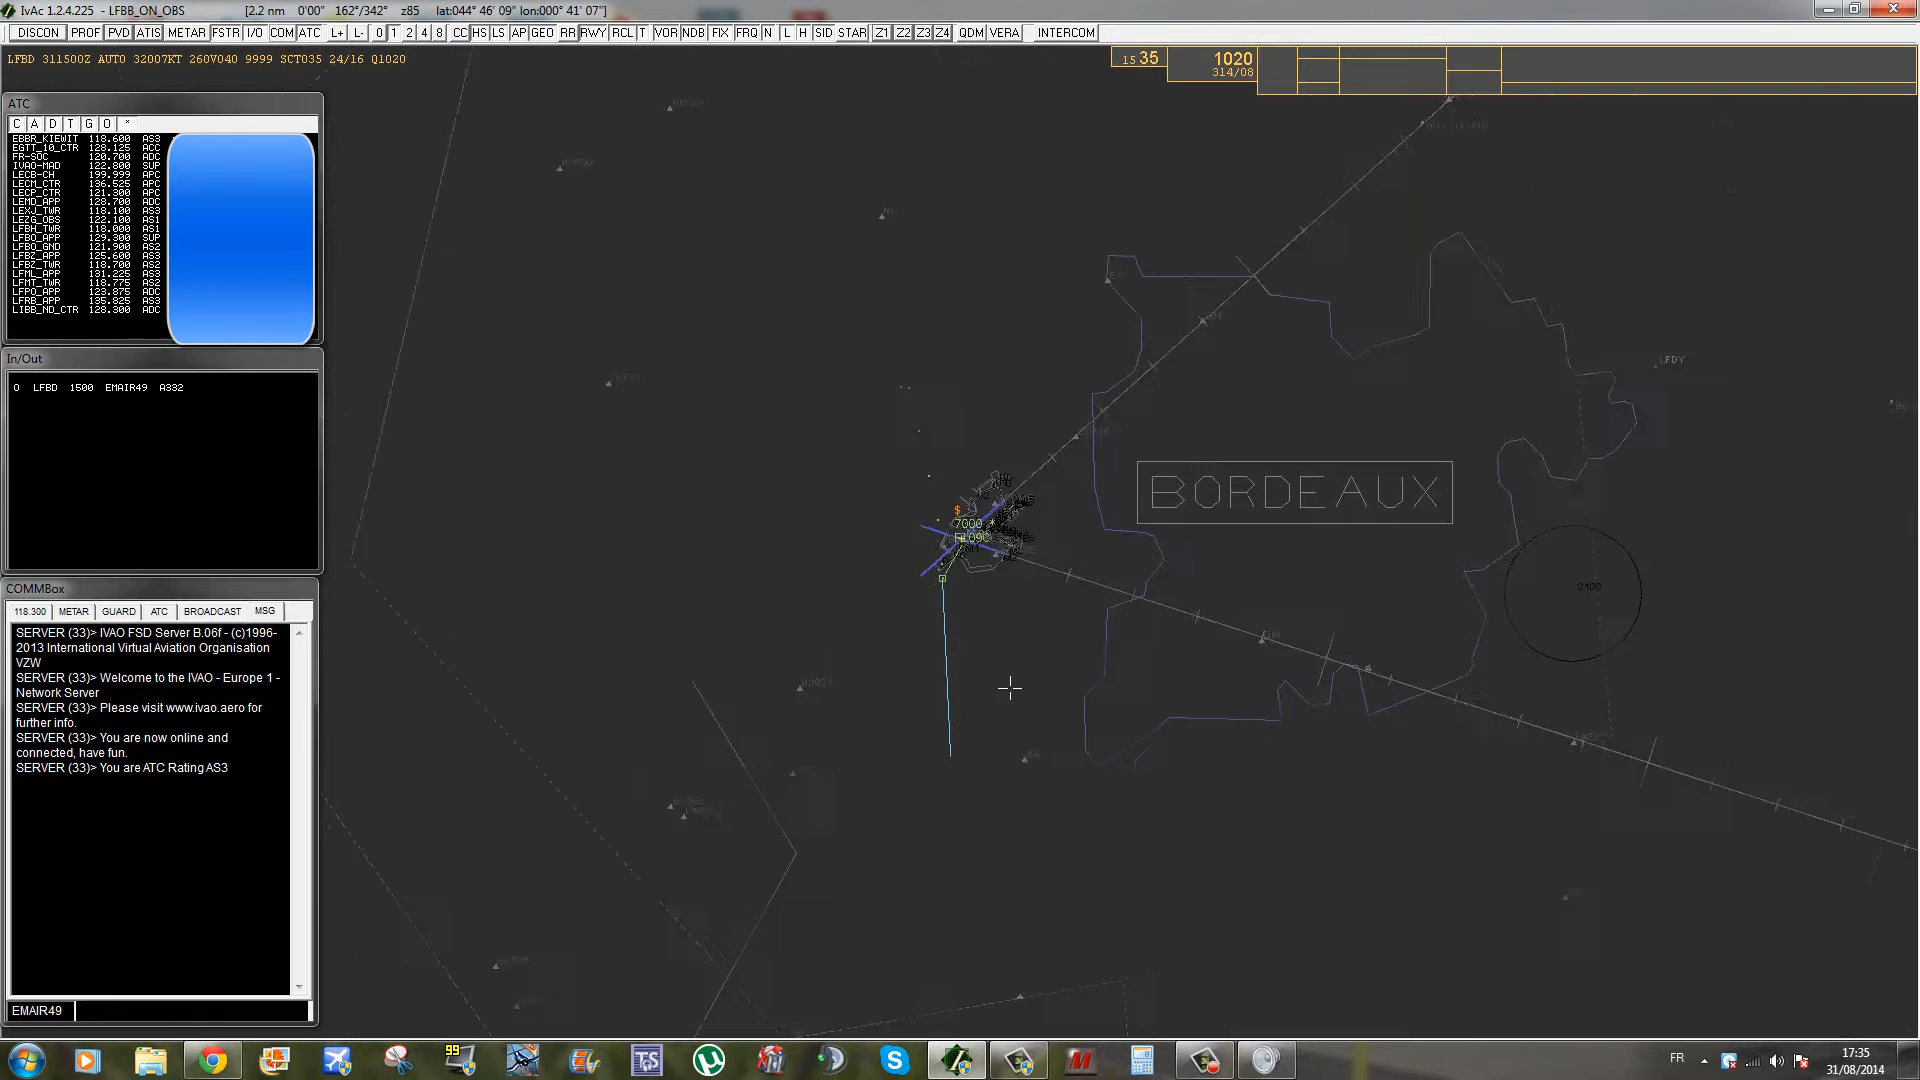 IvAc 1.2.4.225 - LFBB_ON_OBS [2.2 nm 0'00" 162°/342° z85 lat:044° 46' 09" lon:000° 41' 07"]
DISCON PROF PVD ATIS METAR FSTR I/O COM ATC L+ L- 0 1 2 4 8 CC HS LS AP GEO RR RWY RCL T VOR NDB FIX FRQ N L H SID STAR Z1 Z2 Z3 Z4 QDM VERA INTERCOM
LFBD 311500Z AUTO 32007KT 260V040 9999 SCT035 24/16 Q1020
15 35 1020
314/08
ATC
C A D T G O *
EBBR_KIEWIT 118.600 AS3
EGTT_10_CTR 128.125 ACC
FR-SOC 120.700 ADC
IVAO-MAD 122.800 SUP
LECB-CH 199.999 APC
LECM_CTR 136.525 APC
LECP_CTR 121.300 APC
LEMD_APP 128.700 ADC
LEXJ_TWR 118.100 AS3
LEZG_OBS 122.100 AS1
LFBH_TWR 118.000 AS1
LFBO_APP 129.300 SUP
LFBO_GND 121.900 AS2
LFBZ_APP 125.600 AS3
LFBZ_TWR 118.700 AS2
LFML_APP 131.225 AS3
LFMT_TWR 118.775 AS2
LFPO_APP 123.875 ADC
LFRB_APP 135.825 AS3
LIBB_ND_CTR 128.300 ADC
In/Out
O LFBD 1500 EMAIR49 A332
COMMBox
118.300 METAR GUARD ATC BROADCAST MSG
SERVER (33)> IVAO FSD Server B.06f - (c)1996-
2013 International Virtual Aviation Organisation
VZW
SERVER (33)> Welcome to the IVAO - Europe 1 -
Network Server
SERVER (33)> Please visit www.ivao.aero for
further info.
SERVER (33)> You are now online and
connected, have fun.
SERVER (33)> You are ATC Rating AS3
EMAIR49
LFDY
BORDEAUX
$
7000
2100
BD031
99
TS
FR
17:35
31/08/2014